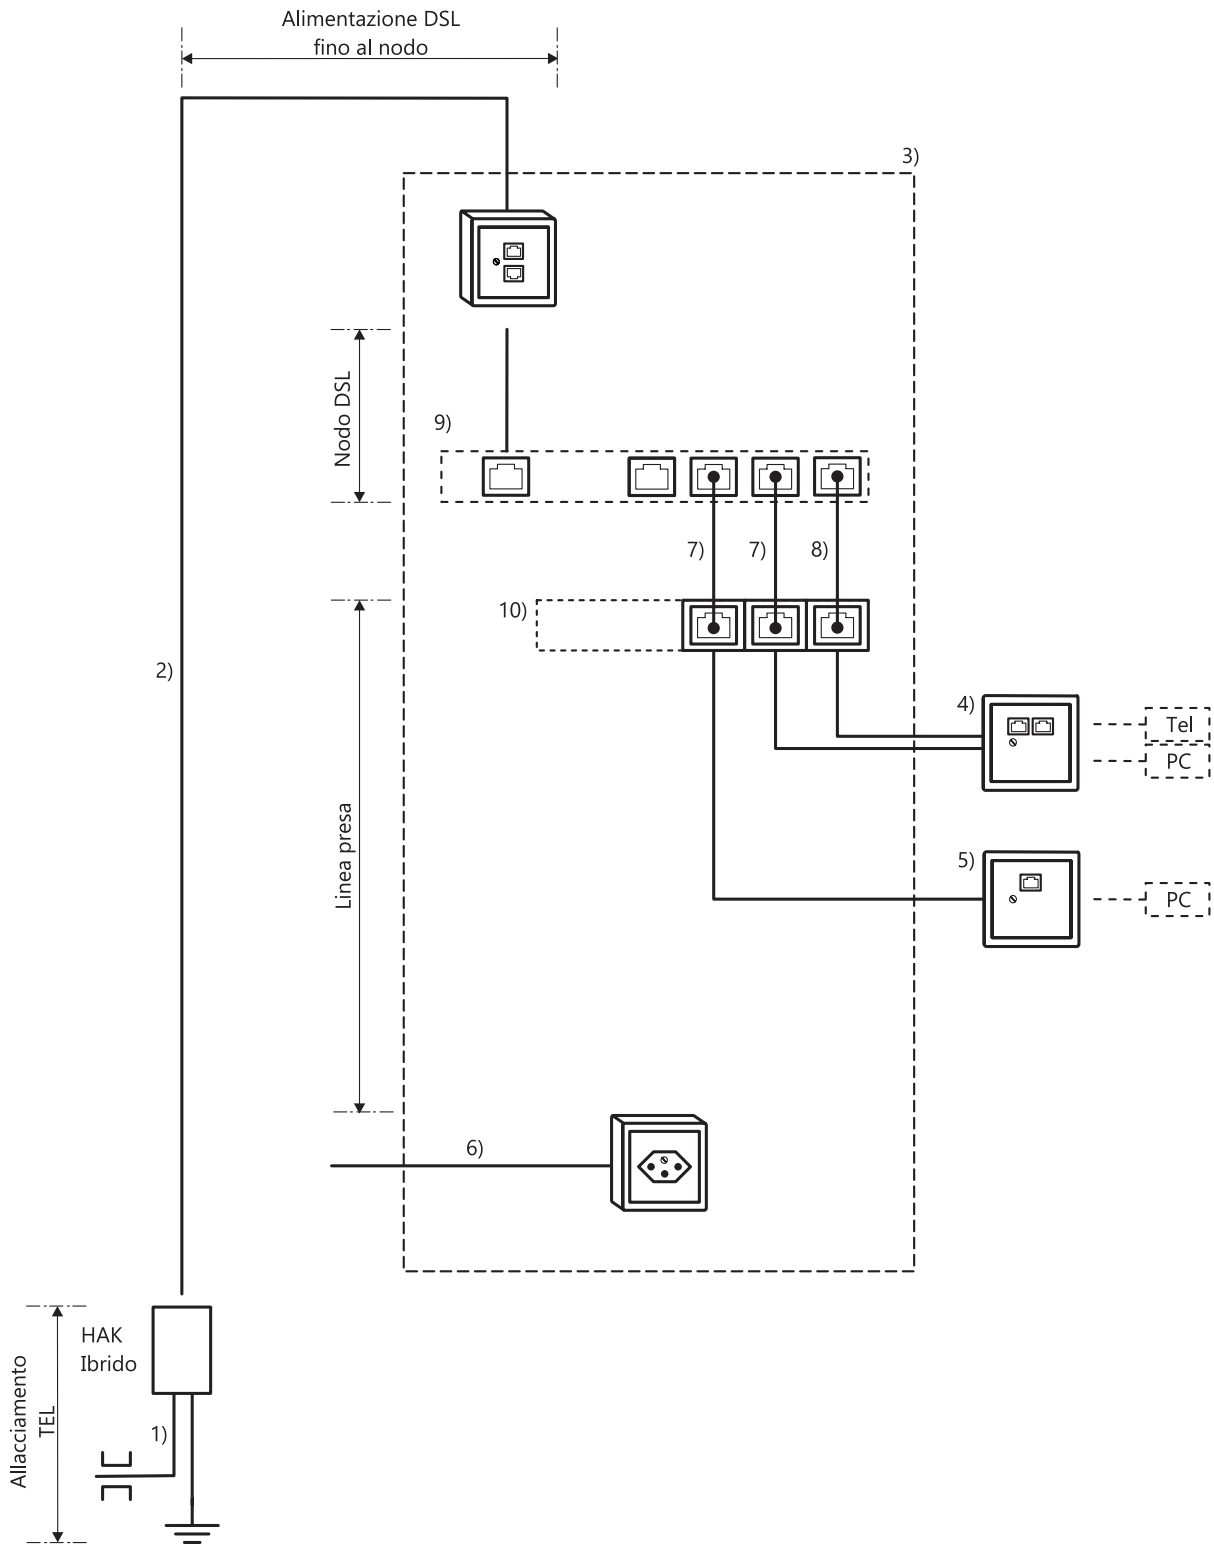 Alimentazione DSL
fino al nodo
3)
Nodo DSL
9)
7)
7)
8)
10)
2)
4)
Tel
PC
Linea presa
5)
PC
6)
HAK
Ibrido
Allacciamento
TEL
1)